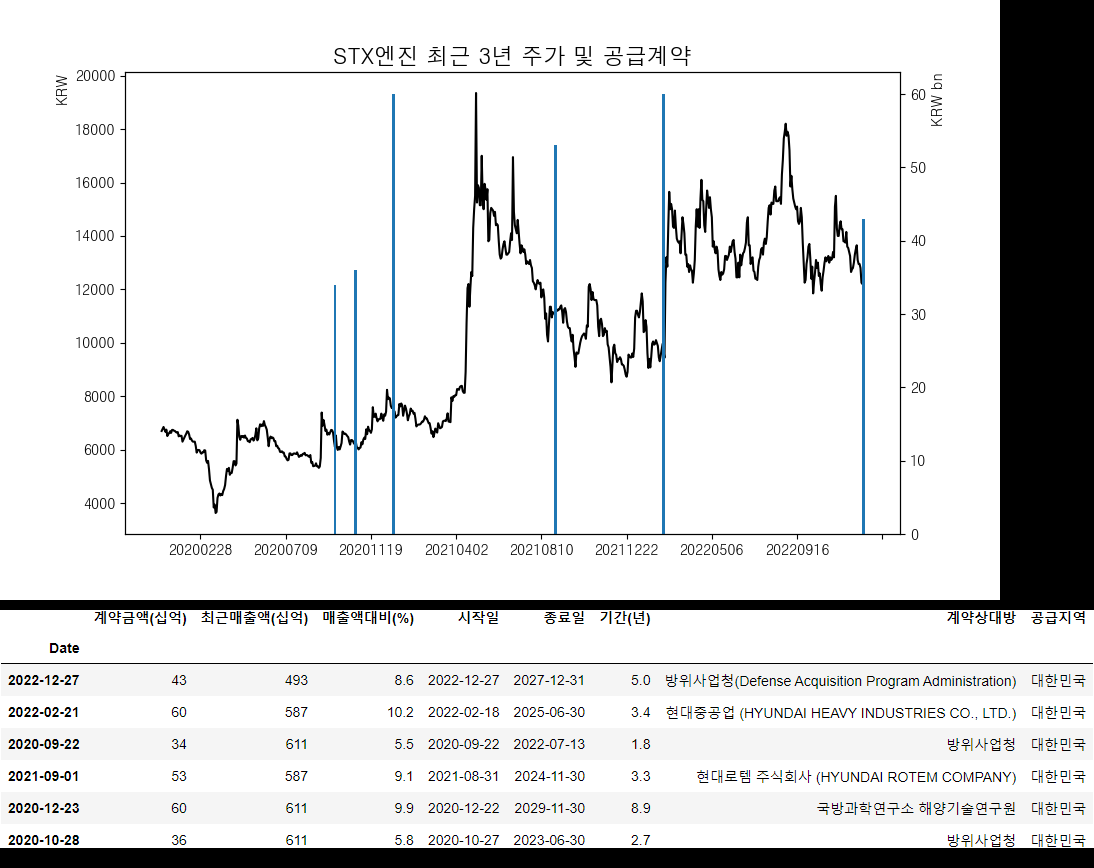 STX엔진 최근 3년 주가 및 공급계약
KRW
KRW bn
20000
18000
16000
14000
12000
10000
8000
6000
4000
60
50
40
30
20
10
0
20200228 20200709 20201119 20210402 20210810 20211222 20220506 20220916
계약금액(십억) 최근매출액(십억) 매출액대비(%) 시작일 종료일 기간(년) 계약상대방 공급지역
Date
2022-12-27 43 493 8.6 2022-12-27 2027-12-31 5.0 방위사업청(Defense Acquisition Program Administration) 대한민국
2022-02-21 60 587 10.2 2022-02-18 2025-06-30 3.4 현대중공업 (HYUNDAI HEAVY INDUSTRIES CO., LTD.) 대한민국
2020-09-22 34 611 5.5 2020-09-22 2022-07-13 1.8 방위사업청 대한민국
2021-09-01 53 587 9.1 2021-08-31 2024-11-30 3.3 현대로템 주식회사 (HYUNDAI ROTEM COMPANY) 대한민국
2020-12-23 60 611 9.9 2020-12-22 2029-11-30 8.9 국방과학연구소 해양기술연구원 대한민국
2020-10-28 36 611 5.8 2020-10-27 2023-06-30 2.7 방위사업청 대한민국